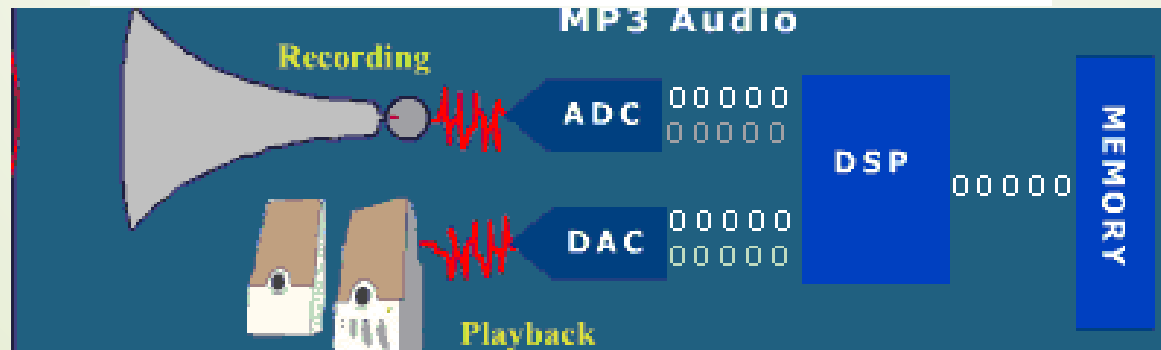 MP3 Audio
Recording
ADC
00000
00000
DSP
MEMORY
00000
DAC
00000
00000
Playback